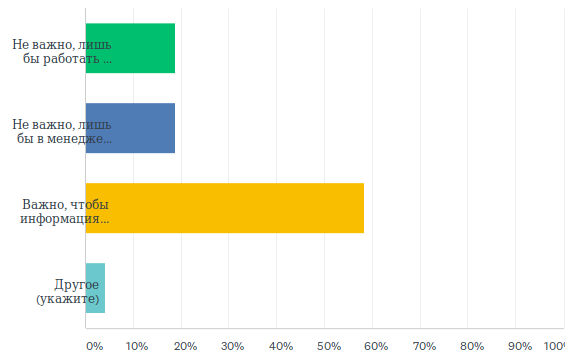 Не важно, лишь
бы работать ...
Не важно, лишь
бы в менедже...
Важно, чтобы
информация...
Другое
(укажите)
0% 10% 20% 30% 40% 50% 60% 70% 80% 90% 100%